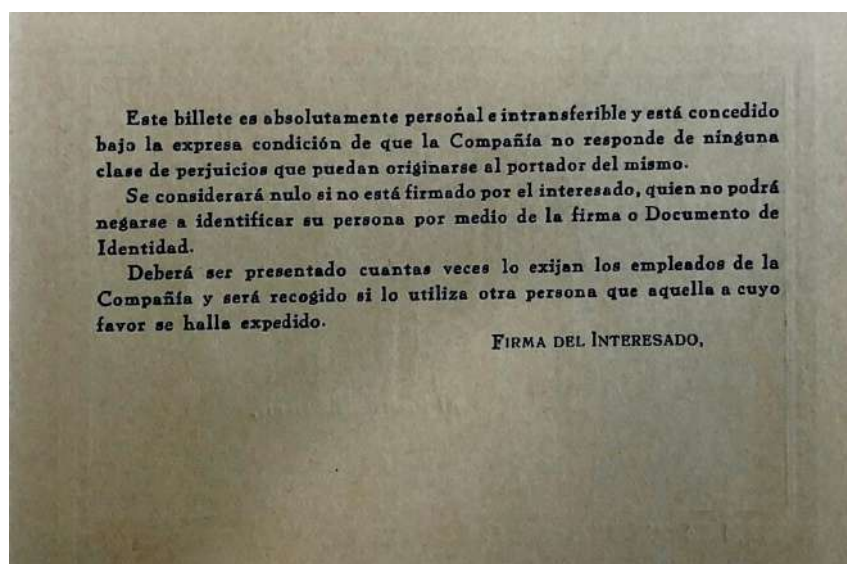 Este billete es absolutamente personal e intransferible y está concedido
bajo la expresa condición de que la Compañía no responde de ninguna
clase de perjuicios que puedan originarse al portador del mismo.
Se considerará nulo si no está firmado por el interesado, quien no podrá
negarse a identificar su persona por medio de la firma o Documento de
Identidad.
Deberá ser presentado cuantas veces lo exijan los empleados de la
Compañía y será recogido si lo utiliza otra persona que aquella a cuyo
favor se halla expedido.
FIRMA DEL INTERESADO,